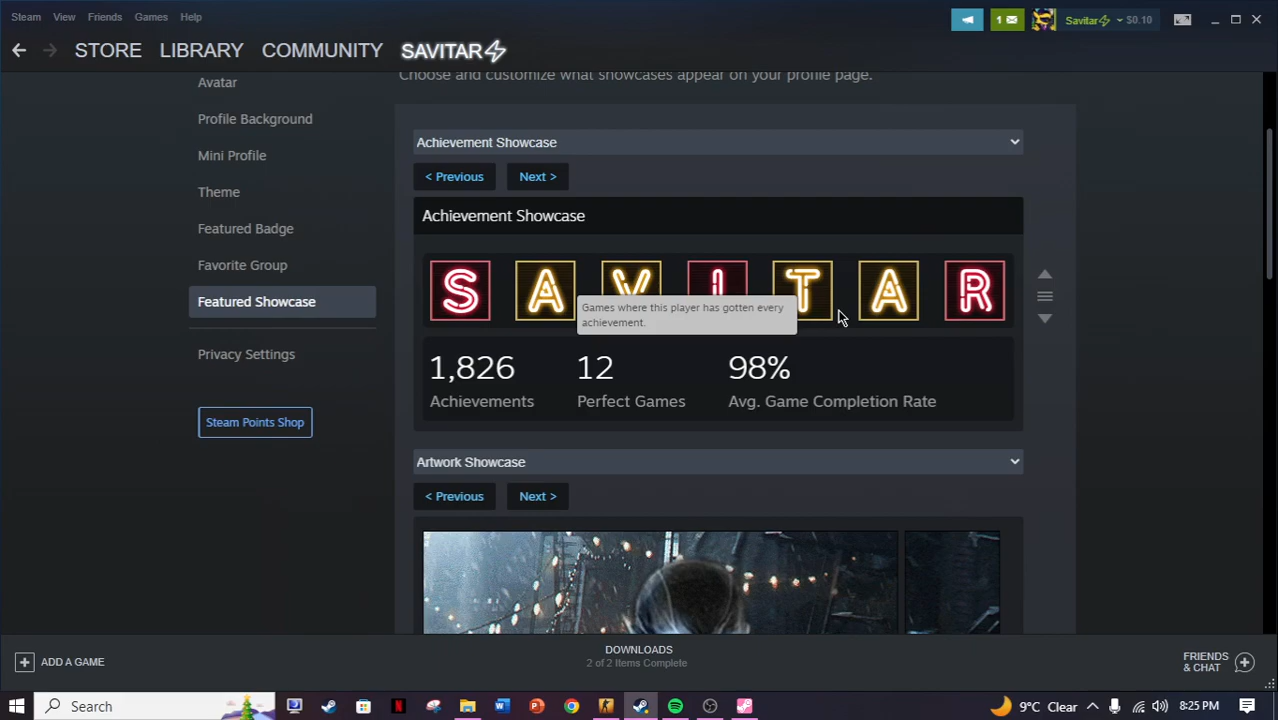 Steam View Friends Games Help
1
Savitar⚡ $0.10
STORE LIBRARY COMMUNITY SAVITAR⚡
Choose and customize what showcases appear on your profile page.
Avatar
Profile Background
Mini Profile
Theme
Featured Badge
Favorite Group
Featured Showcase
Privacy Settings
Steam Points Shop
Achievement Showcase
< Previous Next >
Achievement Showcase
S A V I T A R
Games where this player has gotten every
achievement.
1,826 12 98%
Achievements Perfect Games Avg. Game Completion Rate
Artwork Showcase
< Previous Next >
ADD A GAME
DOWNLOADS
2 of 2 Items Complete
FRIENDS
& CHAT
Search
9°C Clear 8:25 PM